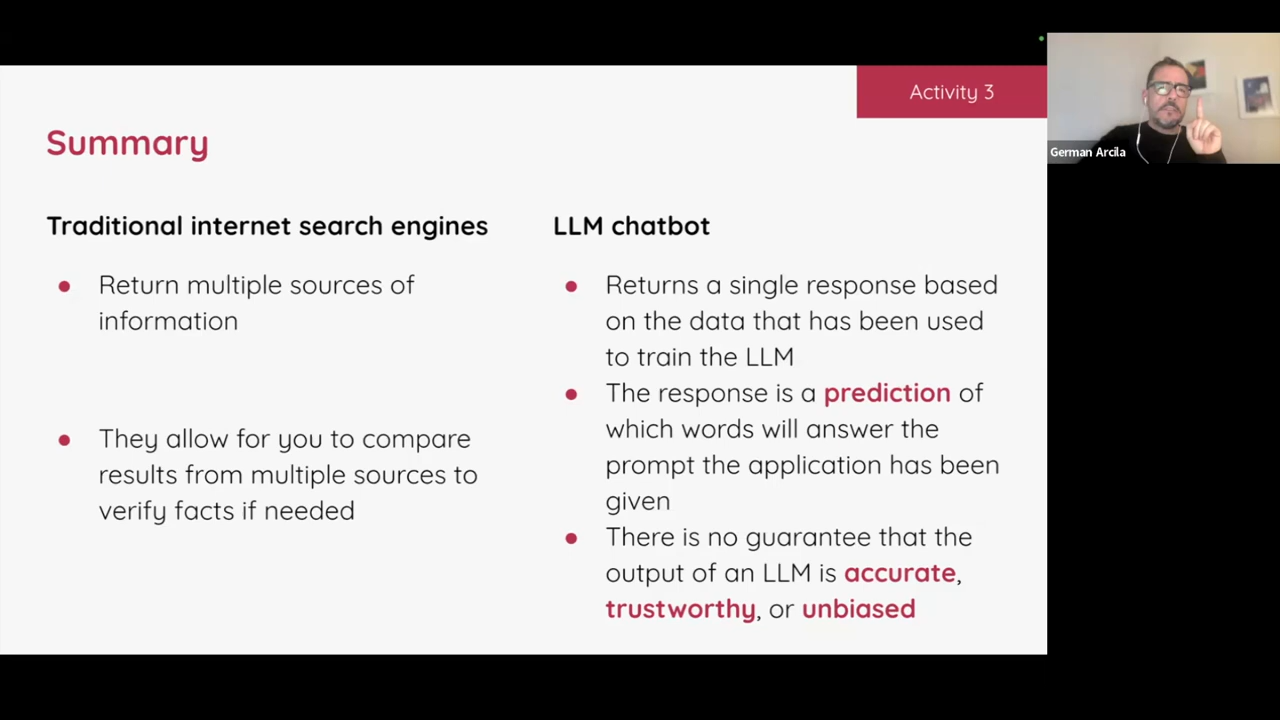 Activity 3
Summary
German Arcila
Traditional internet search engines
Return multiple sources of
information
They allow for you to compare
results from multiple sources to
verify facts if needed
LLM chatbot
Returns a single response based
on the data that has been used
to train the LLM
The response is a prediction of
which words will answer the
prompt the application has been
given
There is no guarantee that the
output of an LLM is accurate,
trustworthy, or unbiased